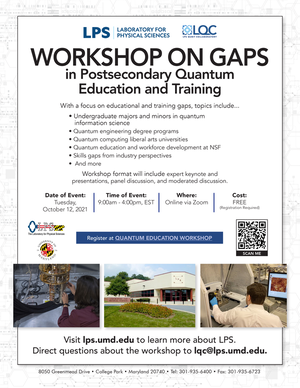 LPS LABORATORY FOR
PHYSICAL SCIENCES
LQC
LPS QUBIT COLLABORATORY
WORKSHOP ON GAPS
in Postsecondary Quantum
Education and Training
With a focus on educational and training gaps, topics include...
• Undergraduate majors and minors in quantum
information science
• Quantum engineering degree programs
• Quantum computing liberal arts universities
• Quantum education and workforce development at NSF
• Skills gaps from industry perspectives
• And more
Workshop format will include expert keynote and
presentations, panel discussion, and moderated discussion.
Date of Event:
Tuesday,
October 12, 2021
Time of Event:
9:00am - 4:00pm, EST
Where:
Online via Zoom
Cost:
FREE
(Registration Required)
Register at QUANTUM EDUCATION WORKSHOP
SCAN ME
Visit lps.umd.edu to learn more about LPS.
Direct questions about the workshop to lqc@lps.umd.edu.
8050 Greenmead Drive • College Park • Maryland 20740 • Tel: 301-935-6400 • Fax: 301-935-6723